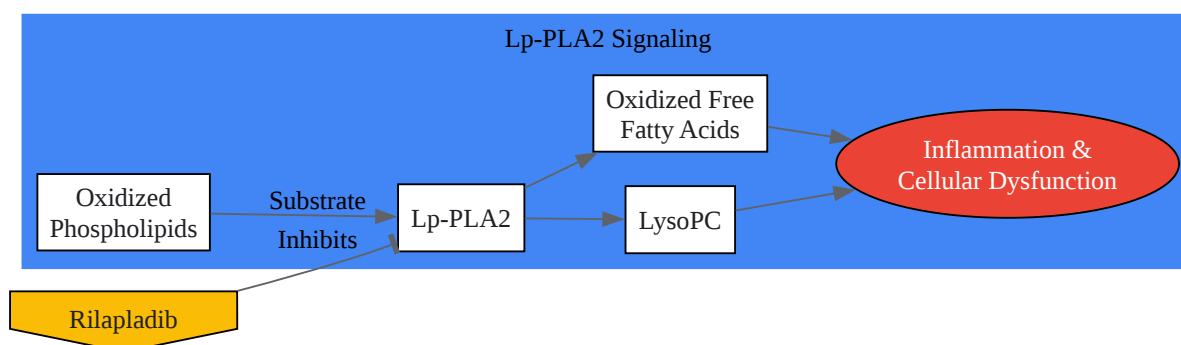 Lp-PLA2 Signaling
Oxidized Free
Fatty Acids
Inflammation &
Cellular Dysfunction
Oxidized
Phospholipids
Substrate
Lp-PLA2
LysoPC
Inhibits
Rilapladib